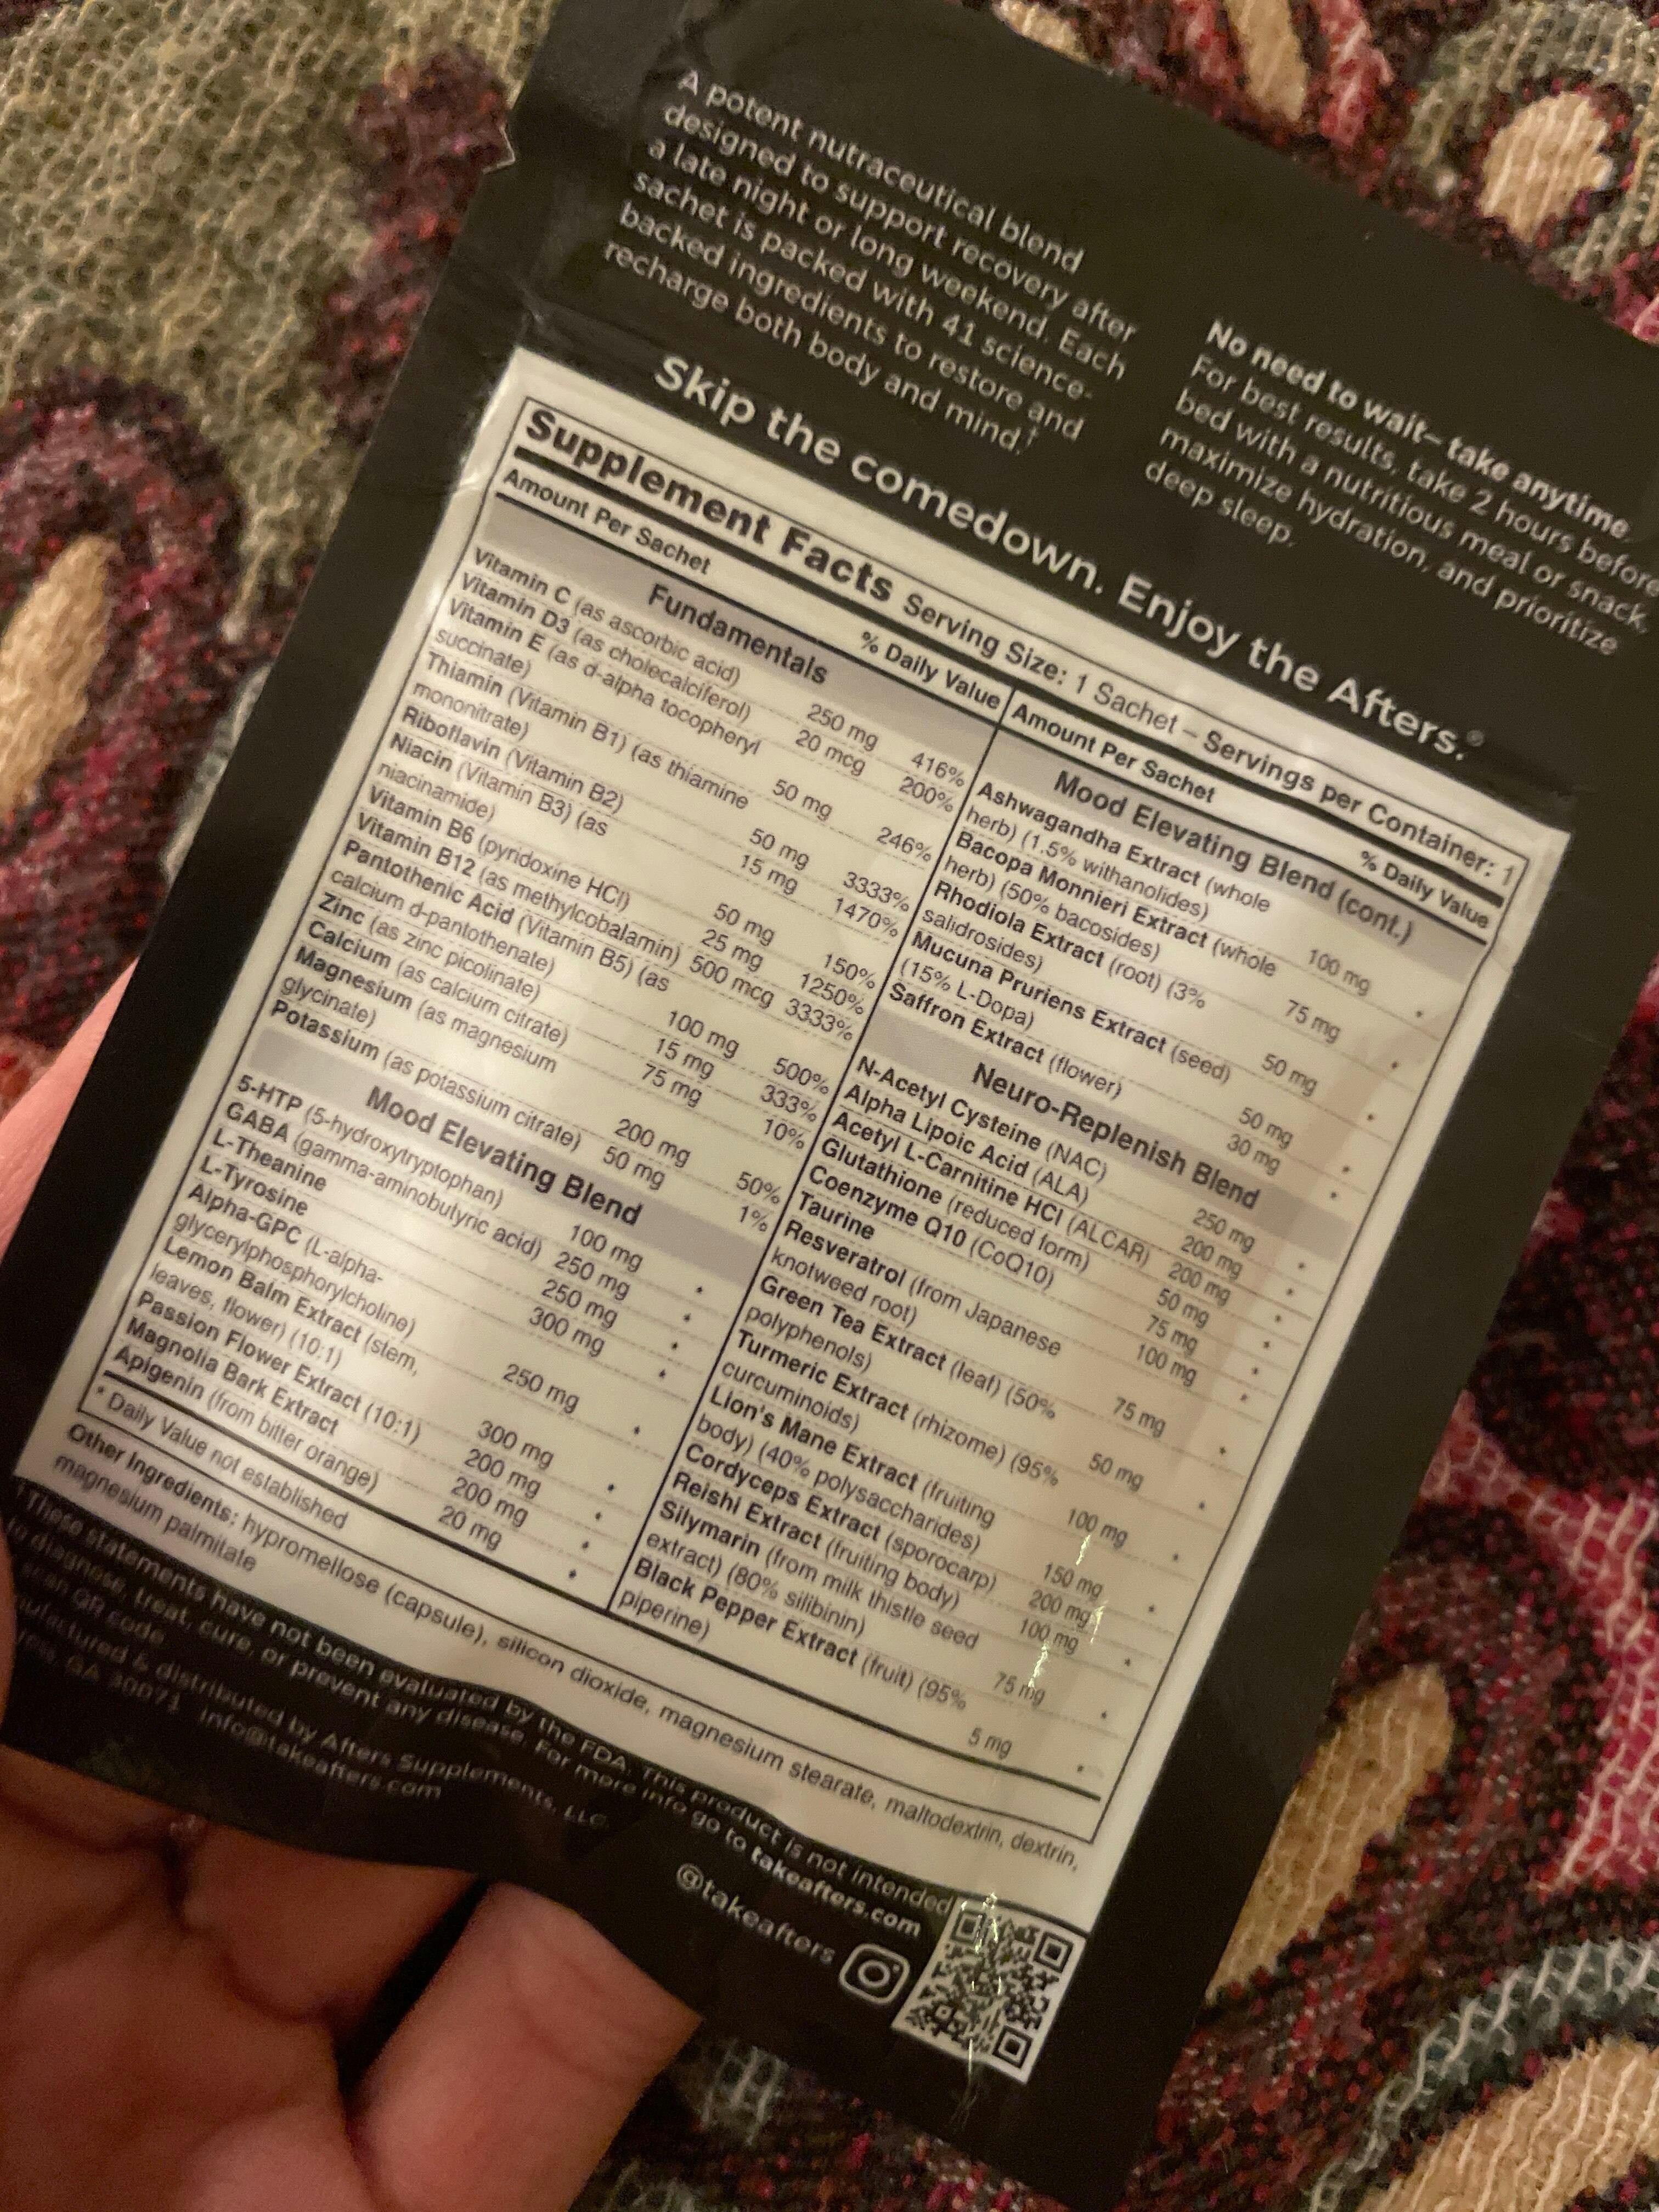 A potent nutraceutical blend
designed to support recovery after
a late night or long weekend. Each
sachet is packed with 41 science-
backed ingredients to restore and
recharge both body and mind.†
No need to wait– take anytime.
For best results, take 2 hours before
bed with a nutritious meal or snack,
maximize hydration, and prioritize
deep sleep.
Skip the comedown. Enjoy the Afters.®
Supplement Facts Serving Size: 1 Sachet – Servings per Container: 1
Amount Per Sachet % Daily Value
Fundamentals
Vitamin C (as ascorbic acid) 250 mg 416%
Vitamin D3 (as cholecalciferol) 20 mcg 200%
Vitamin E (as d-alpha tocopheryl
succinate) 50 mg 246%
Thiamin (Vitamin B1) (as thiamine
mononitrate) 50 mg 3333%
Riboflavin (Vitamin B2) 15 mg 1470%
Niacin (Vitamin B3) (as
niacinamide) 50 mg 150%
Vitamin B6 (pyridoxine HCl) 25 mg 1250%
Vitamin B12 (as methylcobalamin) 500 mcg 3333%
Pantothenic Acid (Vitamin B5) (as
calcium d-pantothenate) 100 mg 500%
Zinc (as zinc picolinate) 15 mg 333%
Calcium (as calcium citrate) 75 mg 10%
Magnesium (as magnesium
glycinate) 200 mg 50%
Potassium (as potassium citrate) 50 mg 1%
Mood Elevating Blend
5-HTP (5-hydroxytryptophan) 100 mg *
GABA (gamma-aminobutyric acid) 250 mg *
L-Theanine 250 mg *
L-Tyrosine 300 mg *
Alpha-GPC (L-alpha-
glycerylphosphorylcholine) 250 mg *
Lemon Balm Extract (stem,
leaves, flower) (10:1) 300 mg *
Passion Flower Extract (10:1) 200 mg *
Magnolia Bark Extract 200 mg *
Apigenin (from bitter orange) 20 mg *
* Daily Value not established
Amount Per Sachet % Daily Value
Mood Elevating Blend (cont.)
Ashwagandha Extract (whole
herb) (1.5% withanolides) 100 mg *
Bacopa Monnieri Extract (whole
herb) (50% bacosides) 75 mg *
Rhodiola Extract (root) (3%
salidrosides) 50 mg *
Mucuna Pruriens Extract (seed)
(15% L-Dopa) 50 mg *
Saffron Extract (flower) 30 mg *
Neuro-Replenish Blend
N-Acetyl Cysteine (NAC) 250 mg *
Alpha Lipoic Acid (ALA) 200 mg *
Acetyl L-Carnitine HCl (ALCAR) 200 mg *
Glutathione (reduced form) 50 mg *
Coenzyme Q10 (CoQ10) 75 mg *
Taurine 100 mg *
Resveratrol (from Japanese
knotweed root) 75 mg *
Green Tea Extract (leaf) (50%
polyphenols) 50 mg *
Turmeric Extract (rhizome) (95%
curcuminoids) 100 mg *
Lion's Mane Extract (fruiting
body) (40% polysaccharides) 150 mg *
Cordyceps Extract (sporocarp) 200 mg *
Reishi Extract (fruiting body) 100 mg *
Silymarin (from milk thistle seed
extract) (80% silibinin) 75 mg *
Black Pepper Extract (fruit) (95%
piperine) 5 mg *
Other Ingredients: hypromellose (capsule), silicon dioxide, magnesium stearate, maltodextrin, dextrin,
magnesium palmitate
†These statements have not been evaluated by the FDA. This product is not intended
to diagnose, treat, cure, or prevent any disease. For more info go to takeafters.com
scan QR code
& distributed by Afters Supplements, LLC.
GA 30071 info@takeafters.com
@takeafters